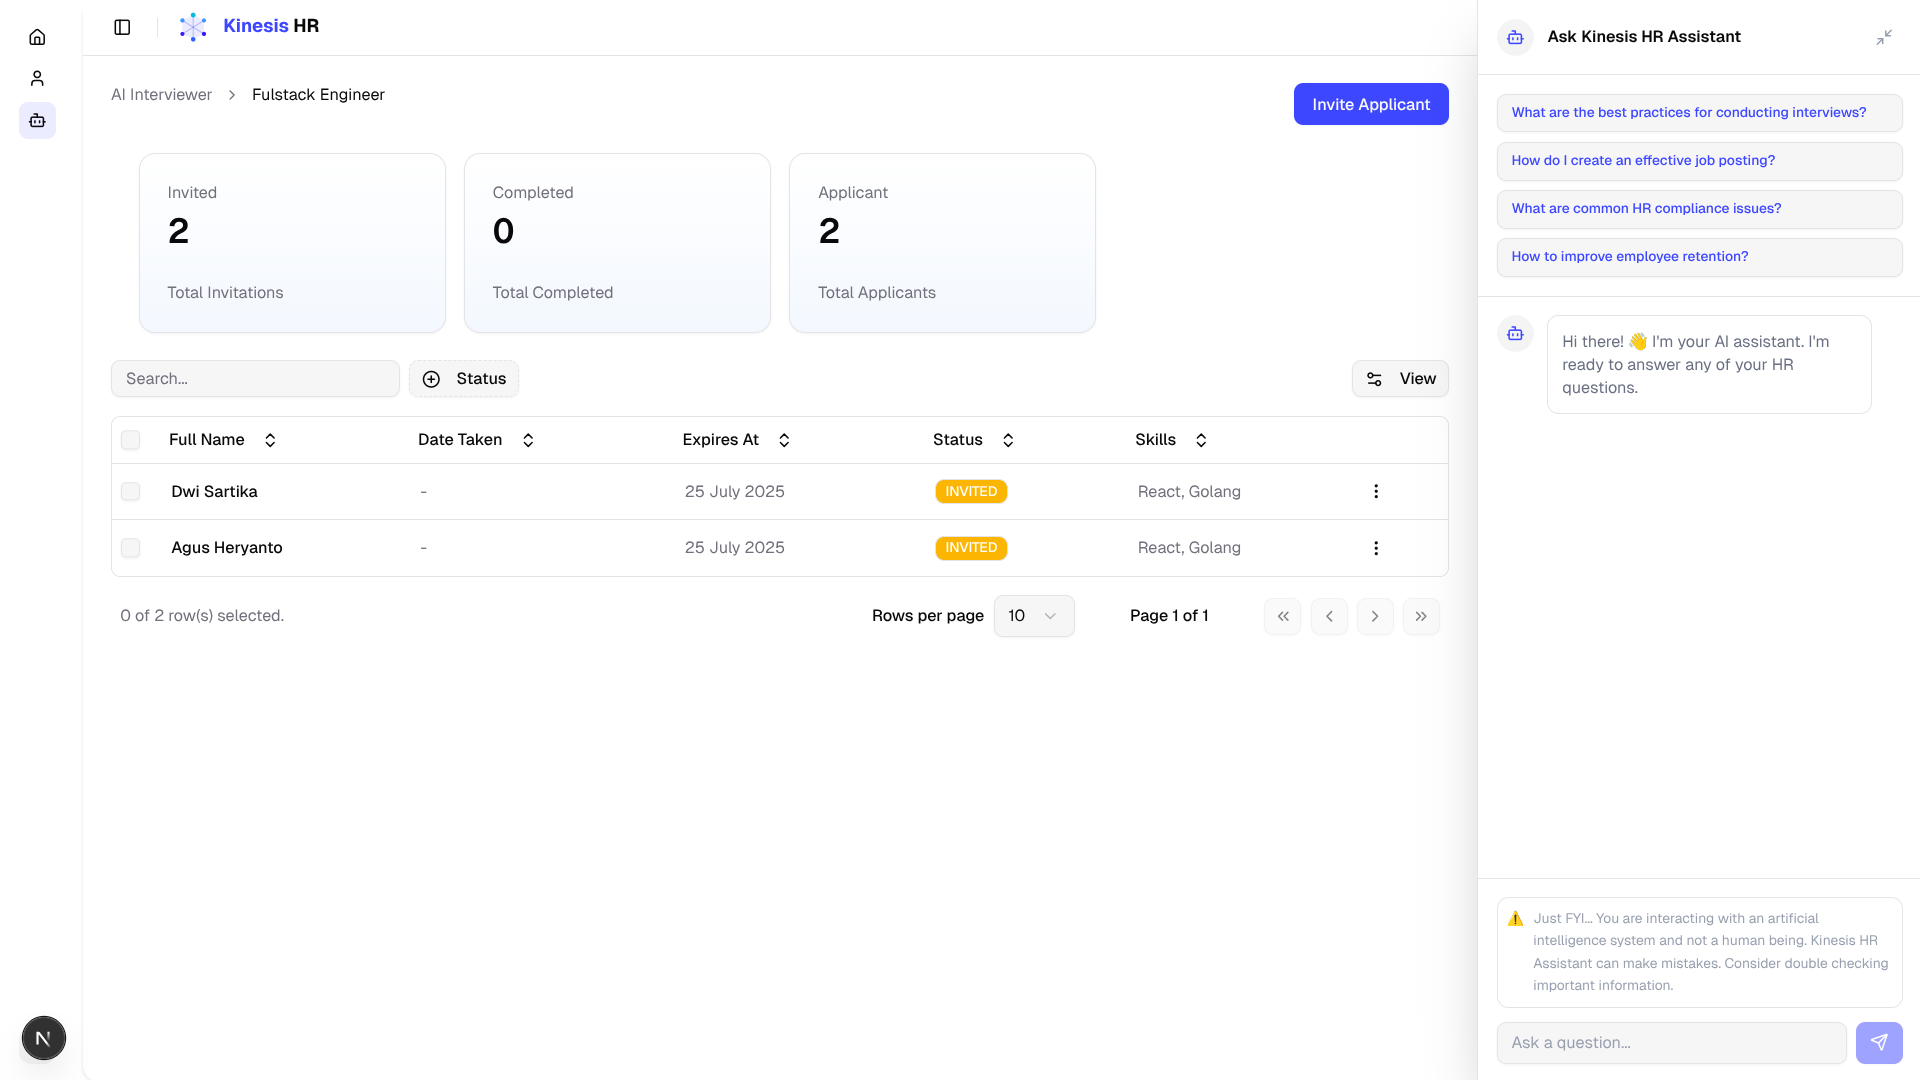 Kinesis HR
AI Interviewer > Fulstack Engineer
Invite Applicant
Invited
2
Total Invitations
Completed
0
Total Completed
Applicant
2
Total Applicants
Search...
Status
View
Full Name Date Taken Expires At Status Skills
Dwi Sartika - 25 July 2025 INVITED React, Golang
Agus Heryanto - 25 July 2025 INVITED React, Golang
0 of 2 row(s) selected.
Rows per page 10
Page 1 of 1
N
Ask Kinesis HR Assistant
What are the best practices for conducting interviews?
How do I create an effective job posting?
What are common HR compliance issues?
How to improve employee retention?
Hi there! 👋 I'm your AI assistant. I'm
ready to answer any of your HR
questions.
⚠️ Just FYI... You are interacting with an artificial
intelligence system and not a human being. Kinesis HR
Assistant can make mistakes. Consider double checking
important information.
Ask a question...